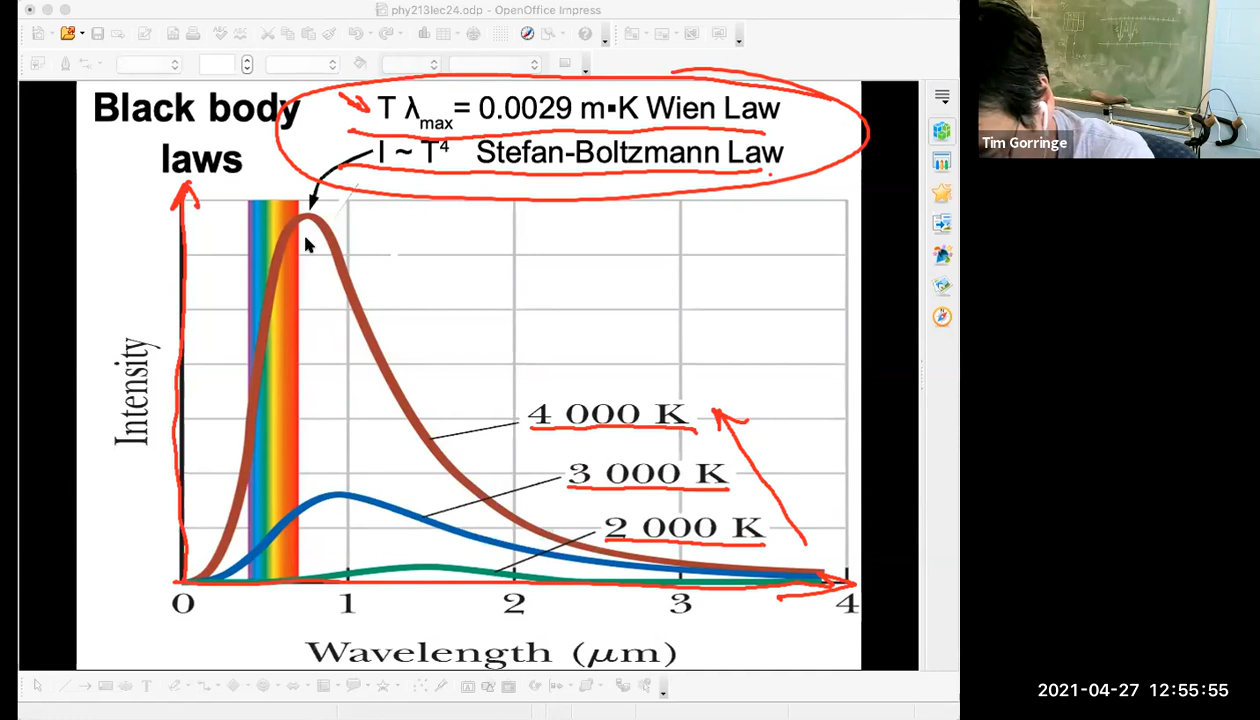 phy213lec24.odp - OpenOffice Impress
Black body
laws
T λmax = 0.0029 m▪K Wien Law
I ~ T⁴ Stefan-Boltzmann Law
Intensity
4 000 K
3 000 K
2 000 K
0 1 2 3 4
Wavelength (μm)
Tim Gorringe
2021-04-27 12:55:55